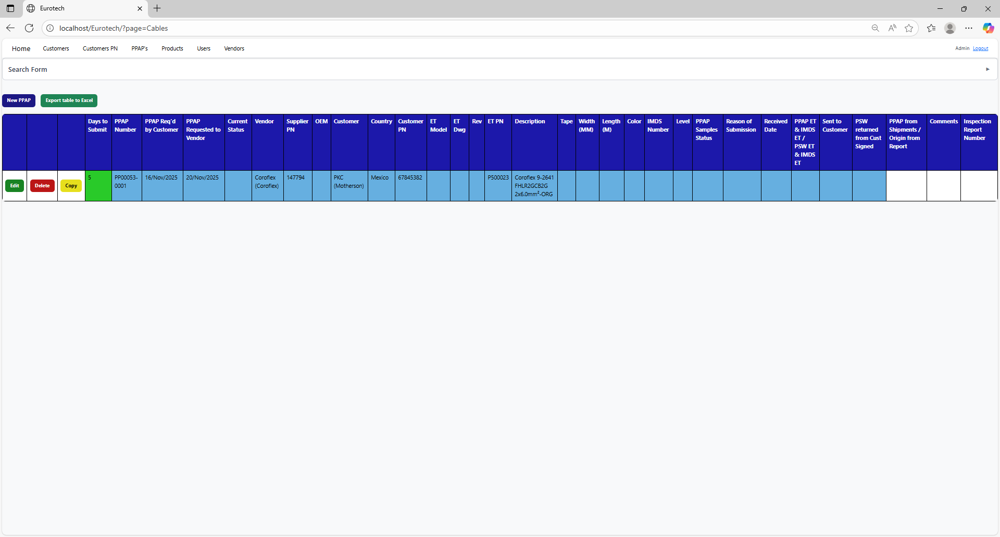 Eurotech
localhost/Eurotech/?page=Cables
Home Customers Customers PN PPAP's Products Users Vendors Admin Logout
Search Form
New PPAP Export table to Excel
Days to Submit PPAP Number PPAP Req'd by Customer PPAP Requested to Vendor Current Status Vendor Supplier PN OEM Customer Country Customer PN ET Model ET Dwg Rev ET PN Description Tape Width (MM) Length (M) Color IMDS Number Level PPAP Samples Status Reason of Submission Received Date PPAP ET & IMDS ET / PSW ET & IMDS ET Sent to Customer PSW returned from Cust Signed PPAP from Shipments / Origin from Report Comments Inspection Report Number
Edit Delete Copy 5 PP00053-0001 16/Nov/2025 20/Nov/2025 Coroflex (Coroflex) 147794 PKC (Motherson) Mexico 67845382 P500023 Coroflex 9-2641 FHLR2GCB2G 2x6.0mm²-ORG